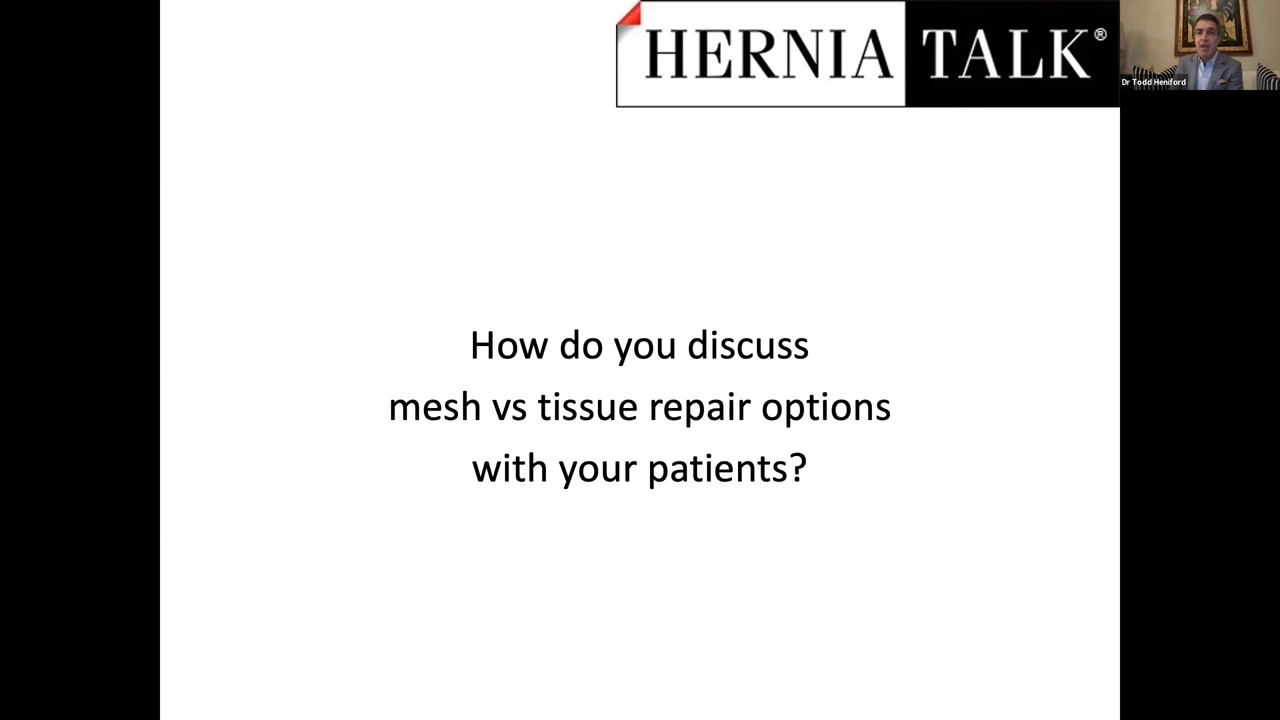 HERNIA TALK®
Dr Todd Heniford
How do you discuss
mesh vs tissue repair options
with your patients?